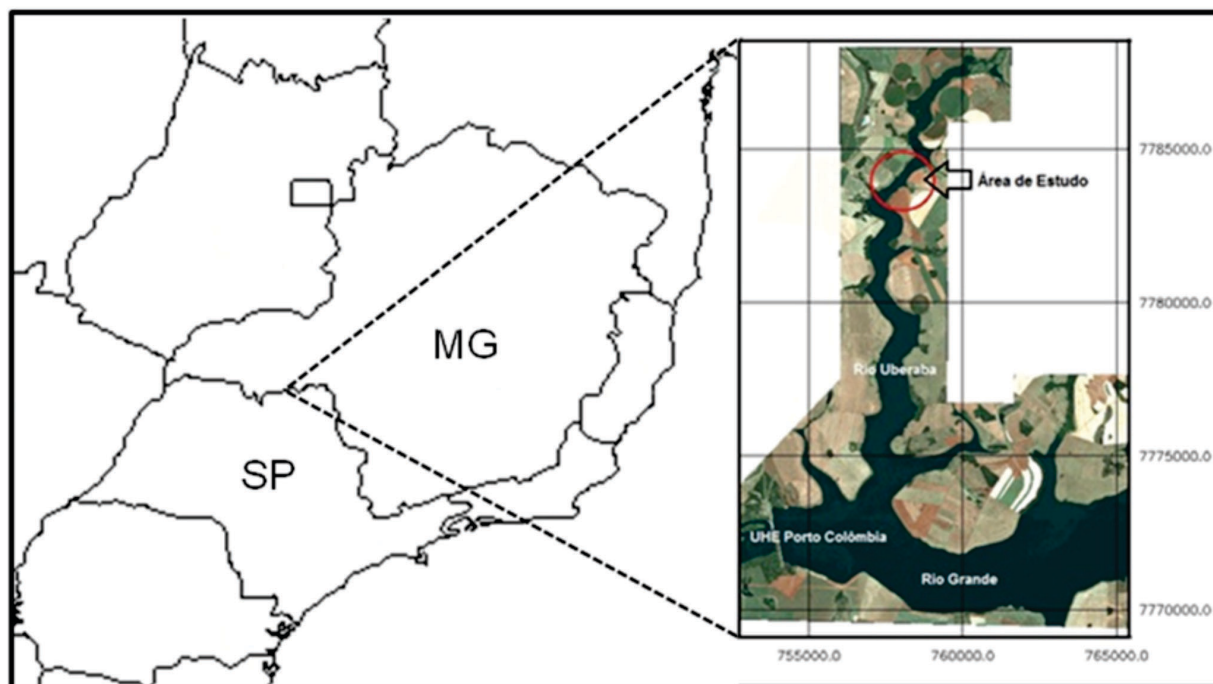 MG
SP
7785000.0
Área de Estudo
7780000.0
Rio Uberaba
7775000.0
UHE Porto Colômbia
Rio Grande
7770000.0
755000.0 760000.0 765000.0